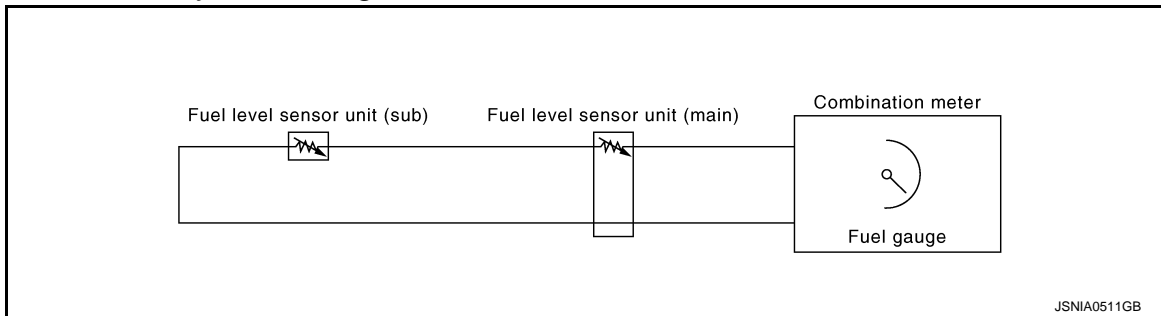 Fuel level sensor unit (sub)
Fuel level sensor unit (main)
Combination meter
Fuel gauge
JSNIA0511GB